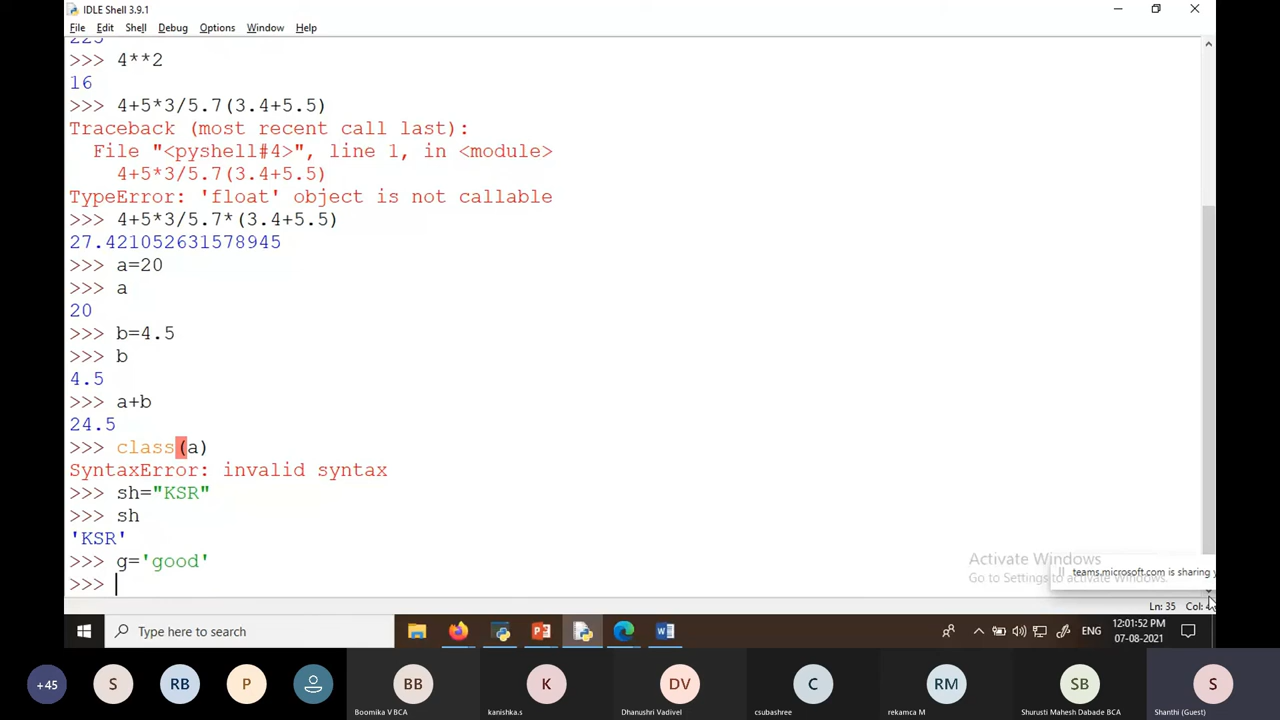 IDLE Shell 3.9.1
File Edit Shell Debug Options Window Help
225
>>> 4**2
16
>>> 4+5*3/5.7(3.4+5.5)
Traceback (most recent call last):
  File "<pyshell#4>", line 1, in <module>
    4+5*3/5.7(3.4+5.5)
TypeError: 'float' object is not callable
>>> 4+5*3/5.7*(3.4+5.5)
27.421052631578945
>>> a=20
>>> a
20
>>> b=4.5
>>> b
4.5
>>> a+b
24.5
>>> class(a)
SyntaxError: invalid syntax
>>> sh="KSR"
>>> sh
'KSR'
>>> g='good'
>>>
Activate Windows
Go to Settings to activate Windows.
teams.microsoft.com is sharing
Ln: 35 Col:
Type here to search
ENG
12:01:52 PM
07-08-2021
+45 S RB P BB K DV C RM SB S
Boomika V BCA kanishka.s Dhanushri Vadivel csubashree rekamca M Shurusti Mahesh Dabade BCA Shanthi (Guest)